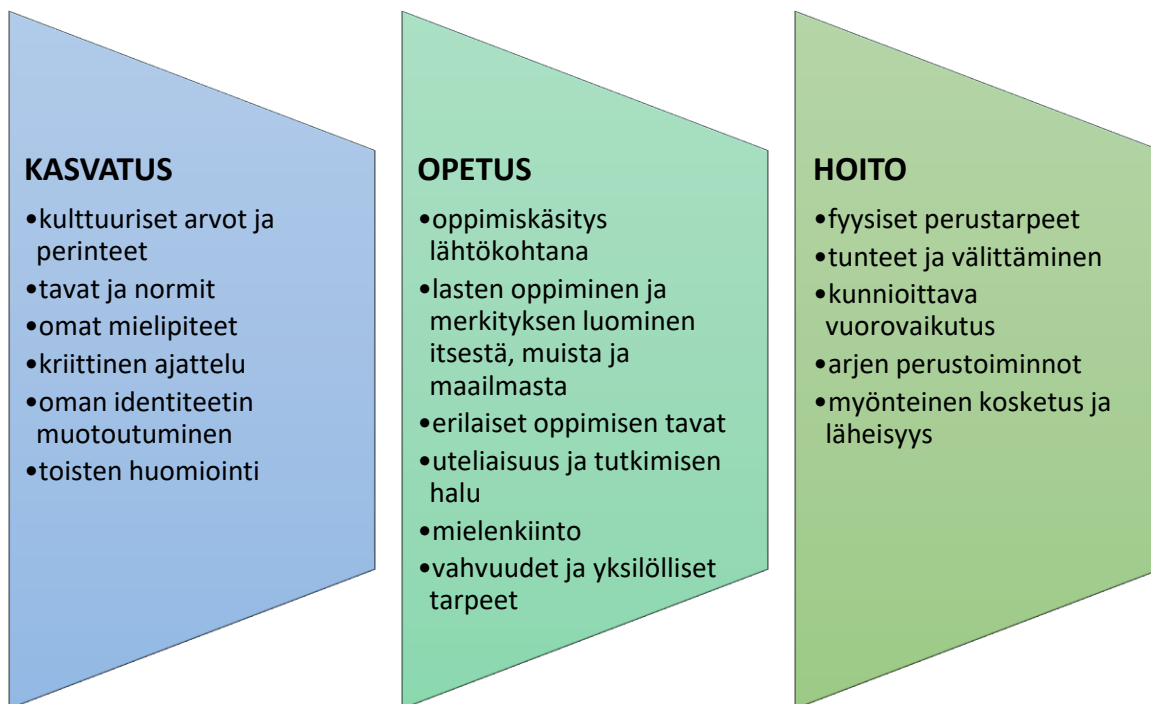 KASVATUS
•kulttuuriset arvot ja
perinteet
•tavat ja normit
•omat mielipiteet
•kriittinen ajattelu
•oman identiteetin
muotoutuminen
•toisten huomiointi
OPETUS
•oppimiskäsitys
lähtökohtana
•lasten oppiminen ja
merkityksen luominen
itsestä, muista ja
maailmasta
•erilaiset oppimisen tavat
•uteliaisuus ja tutkimisen
halu
•mielenkiinto
•vahvuudet ja yksilölliset
tarpeet
HOITO
•fyysiset perustarpeet
•tunteet ja välittäminen
•kunnioittava
vuorovaikutus
•arjen perustoiminnot
•myönteinen kosketus ja
läheisyys